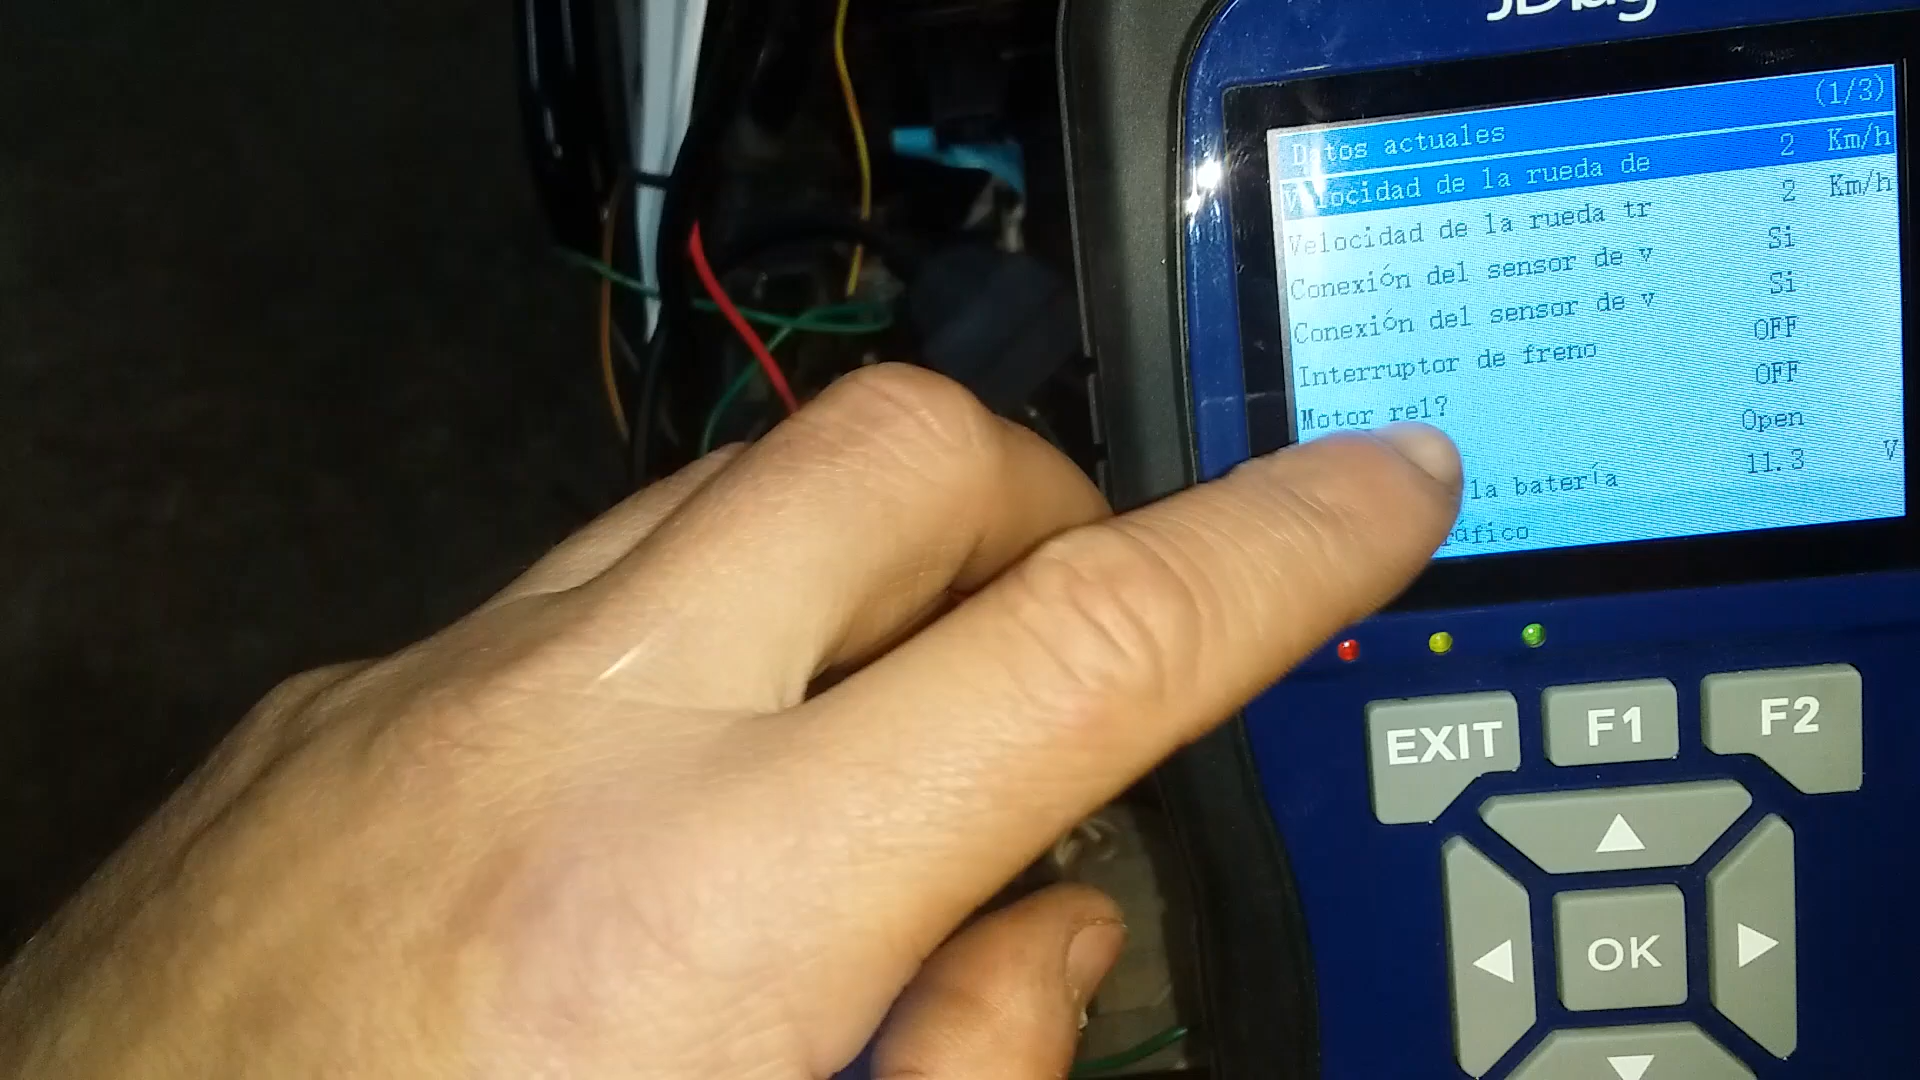 JDiag
Datos actuales (1/3)
Velocidad de la rueda de 2 Km/h
Velocidad de la rueda tr 2 Km/h
Conexión del sensor de v Si
Conexión del sensor de v Si
Interruptor de freno OFF
Motor rel? OFF
Open
la batería 11.3 V
ráfico
EXIT
F1
F2
OK